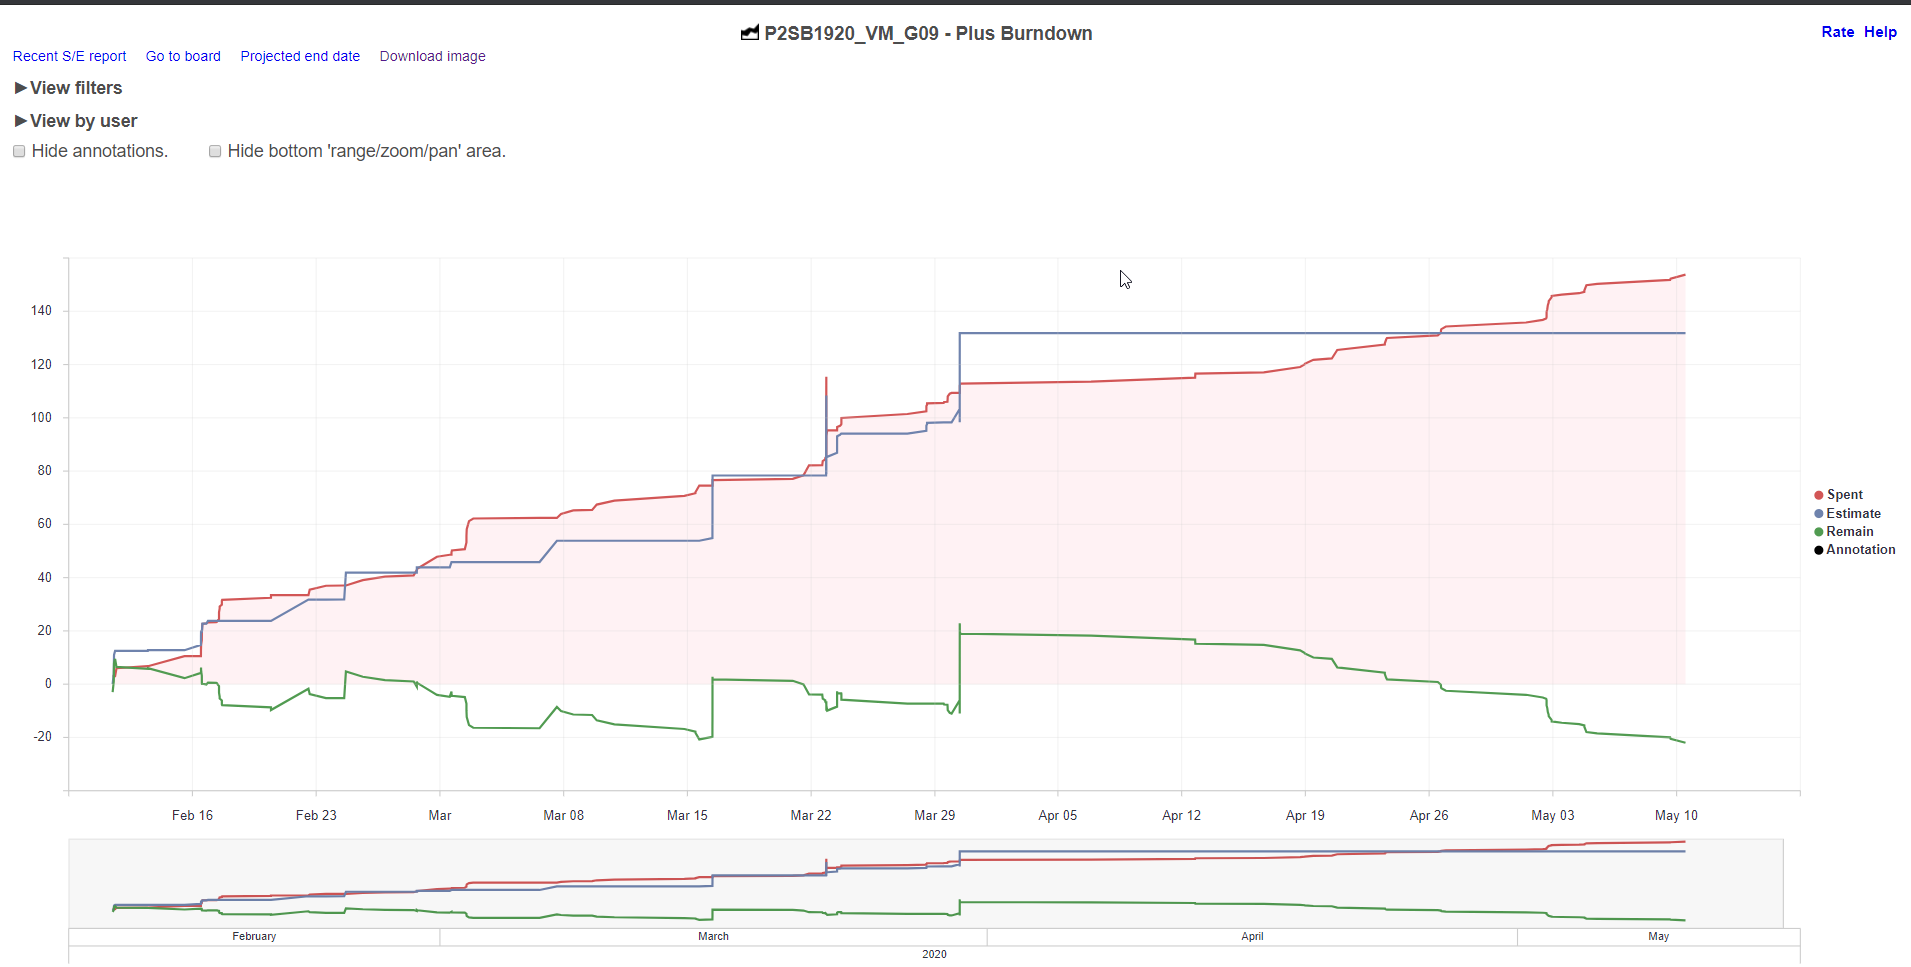 P2SB1920_VM_G09 - Plus Burndown
Rate Help
Recent S/E report Go to board Projected end date Download image
▶View filters
▶View by user
Hide annotations. Hide bottom 'range/zoom/pan' area.
140
120
100
80
60
40
20
0
-20
Spent
Estimate
Remain
Annotation
Feb 16 Feb 23 Mar Mar 08 Mar 15 Mar 22 Mar 29 Apr 05 Apr 12 Apr 19 Apr 26 May 03 May 10
February March April May
2020